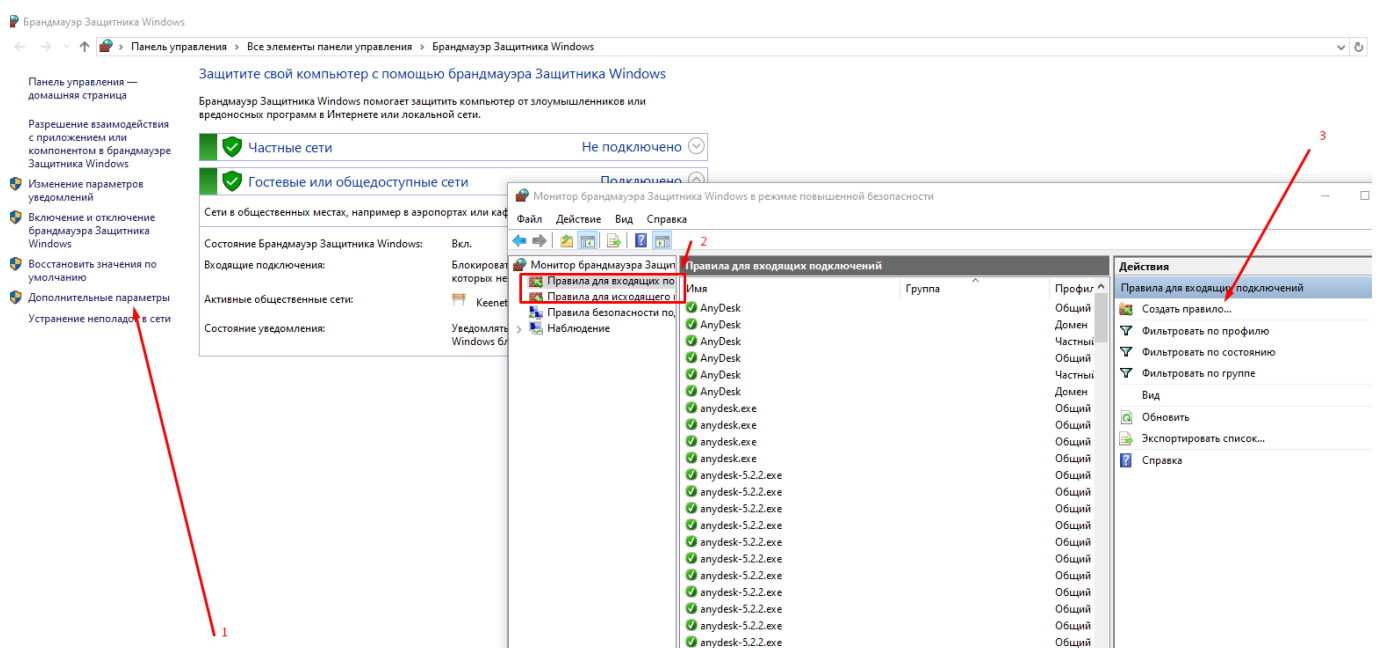 Брандмауэр Защитника Windows
Панель управления › Все элементы панели управления › Брандмауэр Защитника Windows
Панель управления —
домашняя страница
Разрешение взаимодействия
с приложением или
компонентом в брандмауэре
Защитника Windows
Изменение параметров
уведомлений
Включение и отключение
брандмауэра Защитника
Windows
Восстановить значения по
умолчанию
Дополнительные параметры
Устранение неполадок в сети
1
Защитите свой компьютер с помощью брандмауэра Защитника Windows
Брандмауэр Защитника Windows помогает защитить компьютер от злоумышленников или
вредоносных программ в Интернете или локальной сети.
Частные сети Не подключено
Гостевые или общедоступные сети Подключено
Сети в общественных местах, например в аэропортах или
Состояние Брандмауэр Защитника Windows: Вкл.
Входящие подключения:
которых не
Активные общественные сети:
Состояние уведомления: Уведомлять
Windows
Монитор брандмауэра Защитника Windows в режиме повышенной безопасности
Файл Действие Вид Справка
2
Монитор брандмауэра
Правила для входящих
Правила для исходящего
Правила безопасности
Наблюдение
Правила для входящих подключений
Имя Группа
AnyDesk Общий
AnyDesk Домен
AnyDesk Частный
AnyDesk Общий
AnyDesk Частный
AnyDesk Домен
anydesk.exe Общий
anydesk.exe Общий
anydesk.exe Общий
anydesk.exe Общий
anydesk-5.2.2.exe Общий
anydesk-5.2.2.exe Общий
anydesk-5.2.2.exe Общий
anydesk-5.2.2.exe Общий
anydesk-5.2.2.exe Общий
anydesk-5.2.2.exe Общий
anydesk-5.2.2.exe Общий
anydesk-5.2.2.exe Общий
anydesk-5.2.2.exe Общий
anydesk-5.2.2.exe Общий
anydesk-5.2.2.exe Общий
3
Действия
Правила для входящих подключений
Создать правило...
Фильтровать по профилю
Фильтровать по состоянию
Фильтровать по группе
Вид
Обновить
Экспортировать список...
Справка